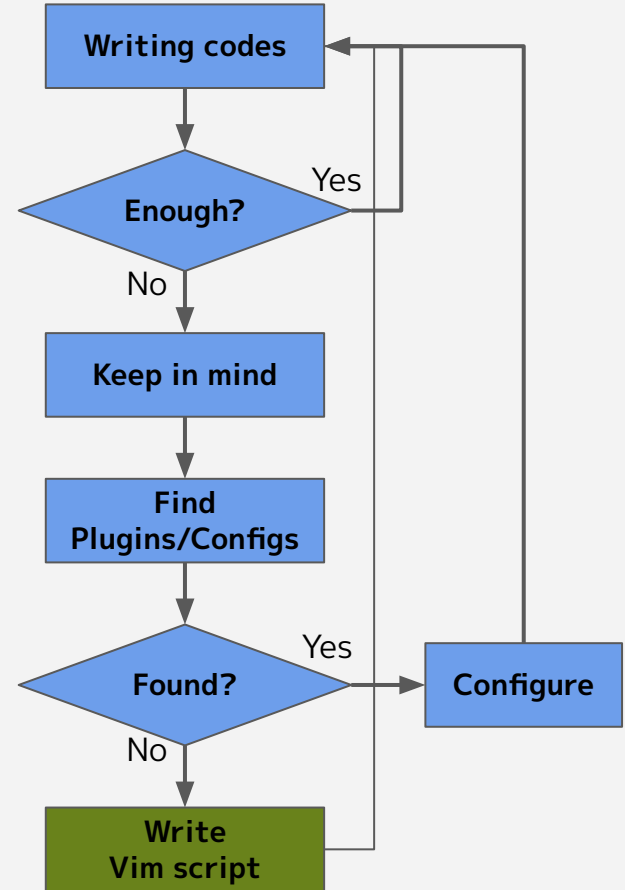 Writing codes
Yes
Enough?
No
Keep in mind
Find
Plugins/Configs
Yes
Found?
Configure
No
Write
Vim script